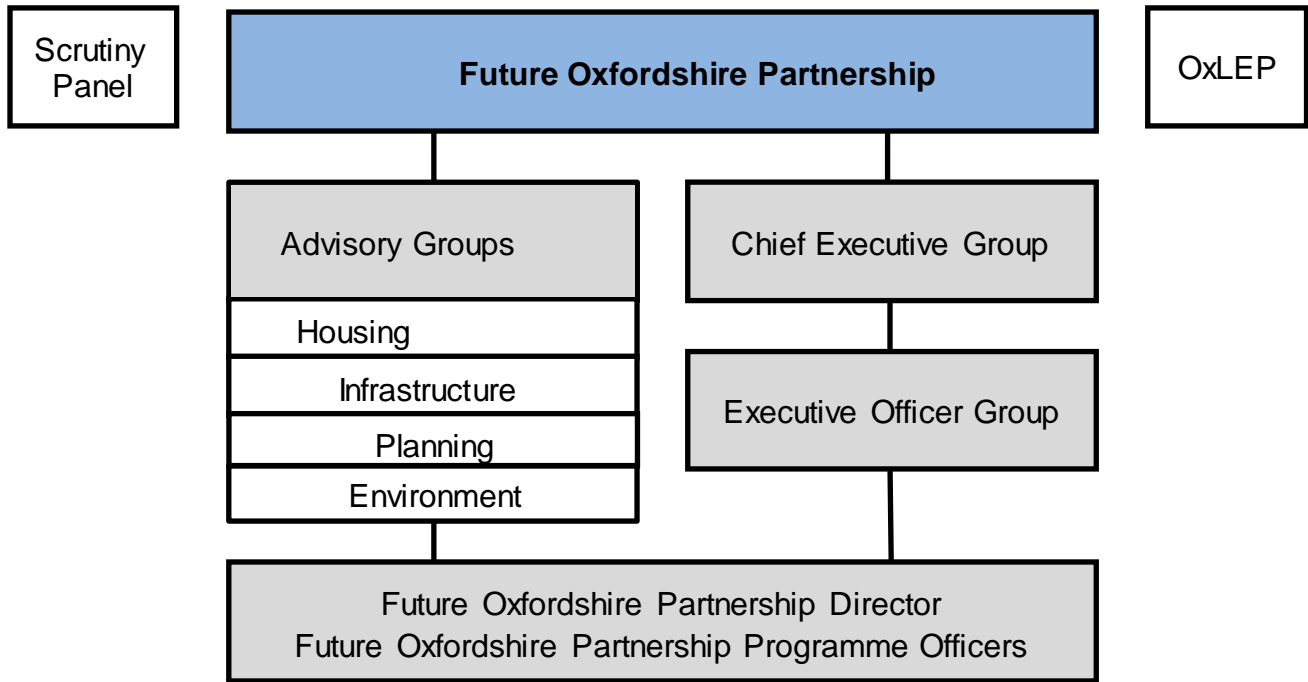 Scrutiny
Panel
Future Oxfordshire Partnership
OxLEP
Advisory Groups
Housing
Infrastructure
Planning
Environment
Chief Executive Group
Executive Officer Group
Future Oxfordshire Partnership Director
Future Oxfordshire Partnership Programme Officers